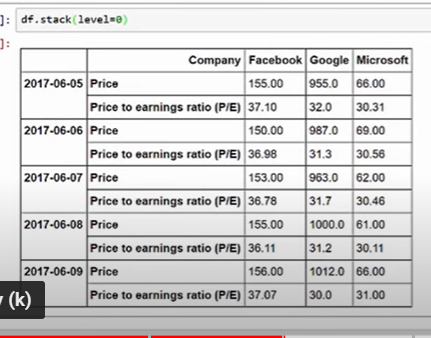 ]: df.stack(level=0)
]:
Company Facebook Google Microsoft
2017-06-05 Price 155.00 955.0 66.00
Price to earnings ratio (P/E) 37.10 32.0 30.31
2017-06-06 Price 150.00 987.0 69.00
Price to earnings ratio (P/E) 36.98 31.3 30.56
2017-06-07 Price 153.00 963.0 62.00
Price to earnings ratio (P/E) 36.78 31.7 30.46
2017-06-08 Price 155.00 1000.0 61.00
Price to earnings ratio (P/E) 36.11 31.2 30.11
2017-06-09 Price 156.00 1012.0 66.00
Price to earnings ratio (P/E) 37.07 30.0 31.00
(k)